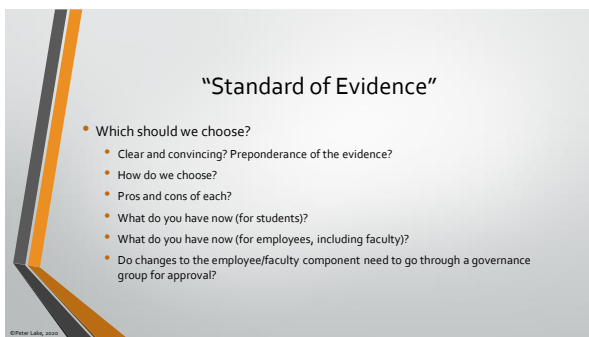 “Standard of Evidence”
• Which should we choose?
• Clear and convincing? Preponderance of the evidence?
• How do we choose?
• Pros and cons of each?
• What do you have now (for students)?
• What do you have now (for employees, including faculty)?
• Do changes to the employee/faculty component need to go through a governance
group for approval?
©Peter Lake, 2020